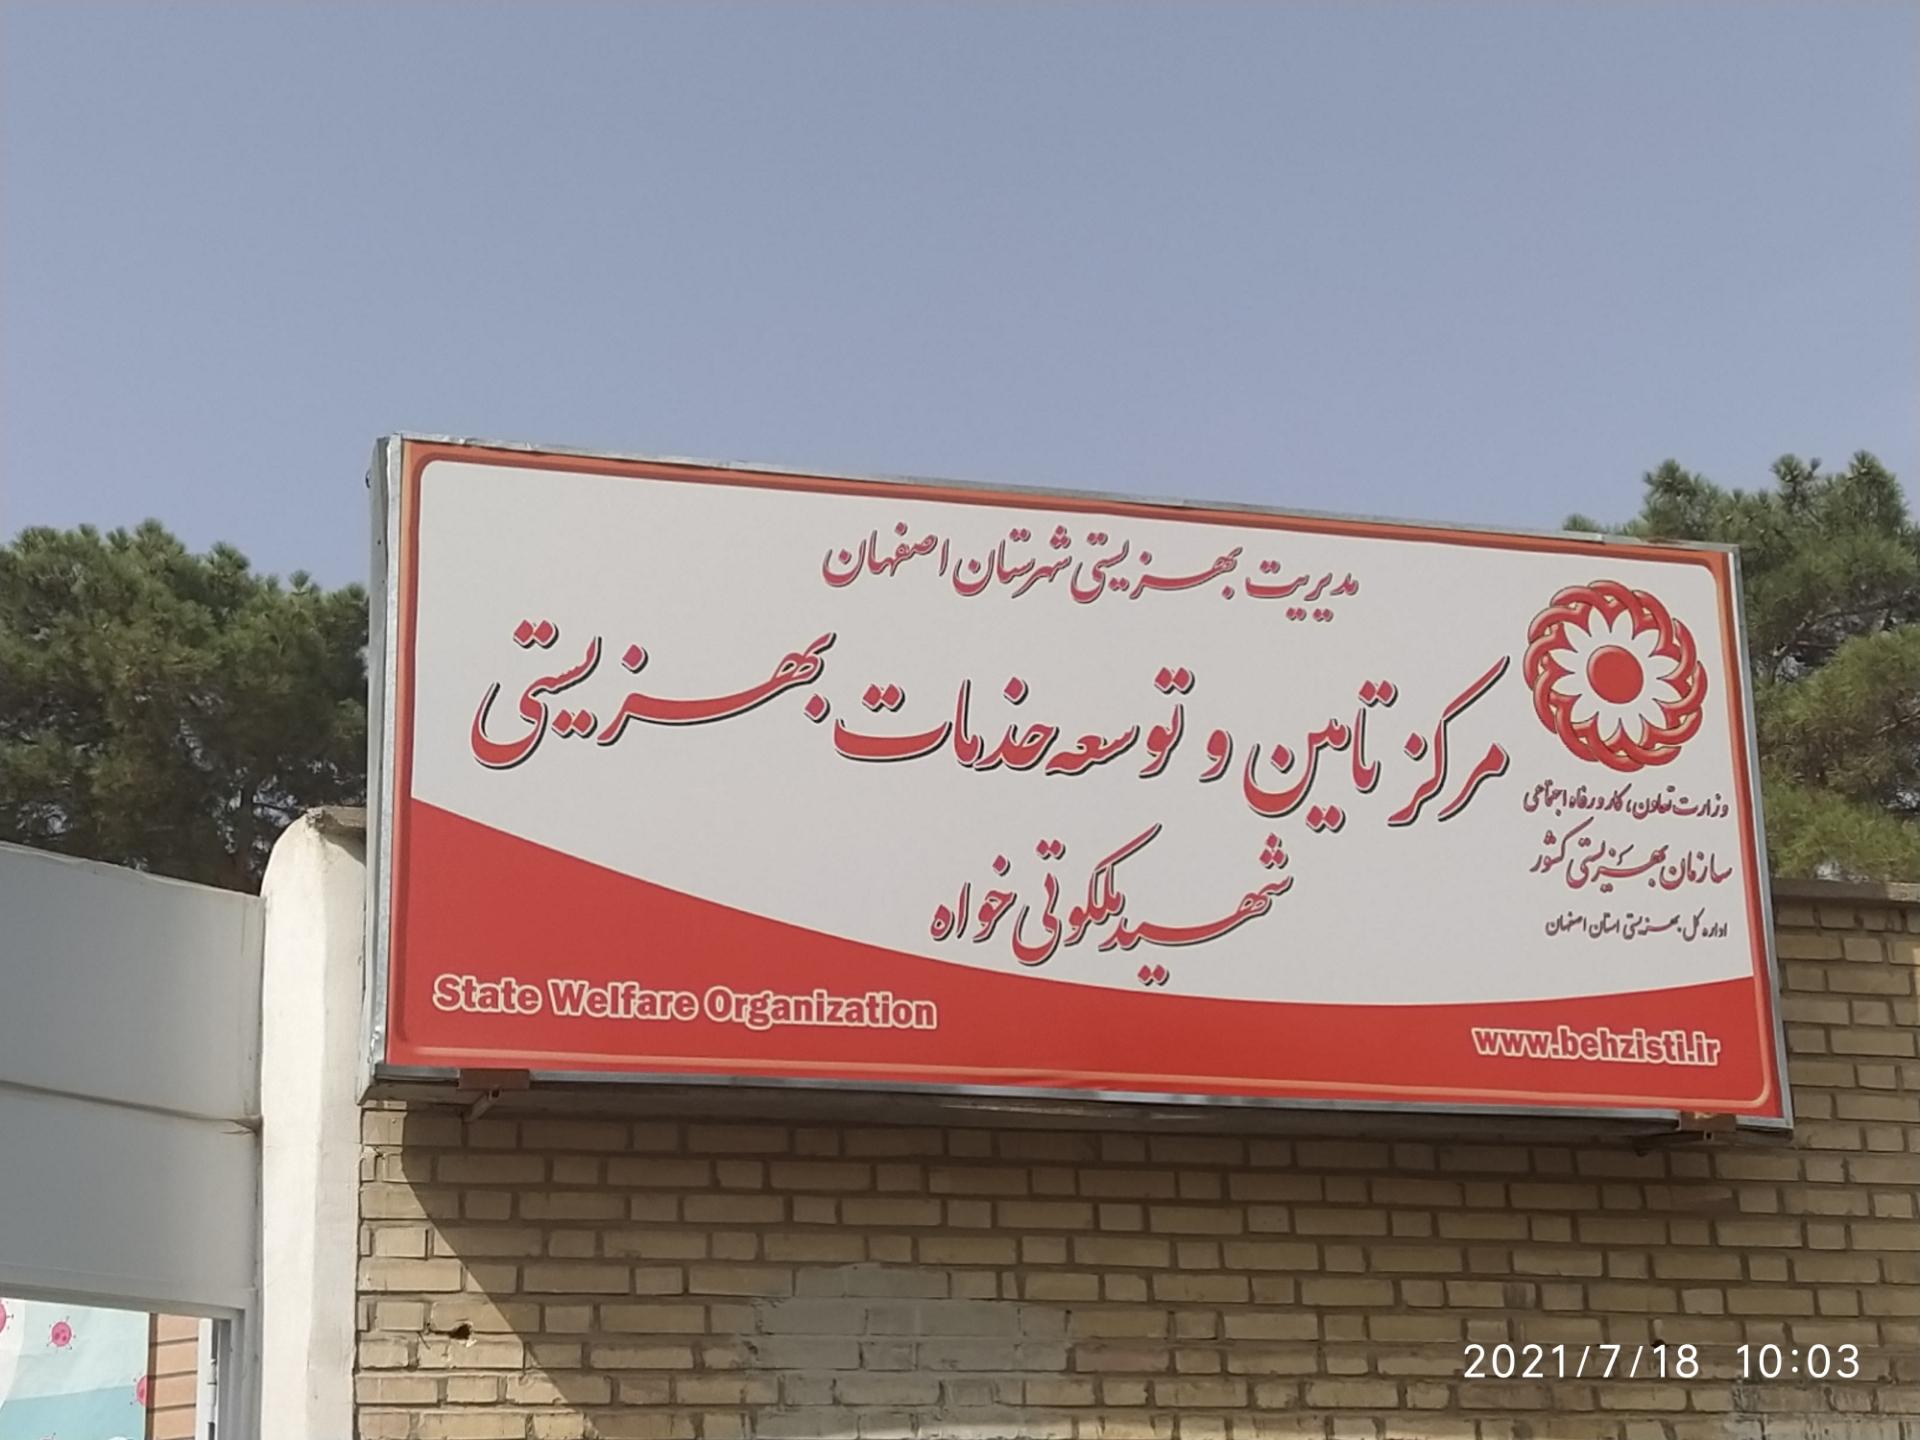 مدیریت بهزیستی شهرستان اصفهان
مرکز تامین و توسعه خدمات بهزیستی
شهید ملکوتی خواه
وزارت تعاون، کار و رفاه اجتماعی
سازمان بهزیستی کشور
اداره کل بهزیستی استان اصفهان
State Welfare Organization
www.behzisti.ir
2021/7/18 10:03